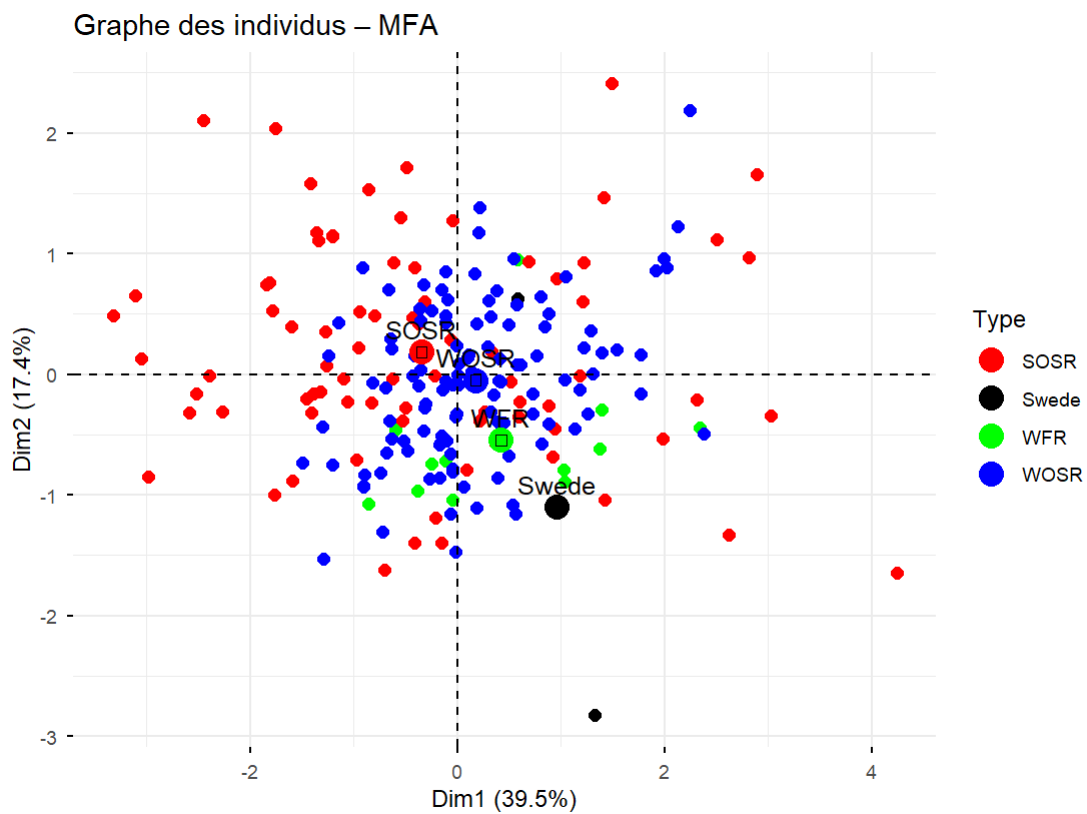 Graphe des individus – MFA
2
1
0
-1
-2
-3
Dim2 (17.4%)
SOSR
WOSR
WFR
Swede
-2
0
2
4
Dim1 (39.5%)
Type
SOSR
Swede
WFR
WOSR